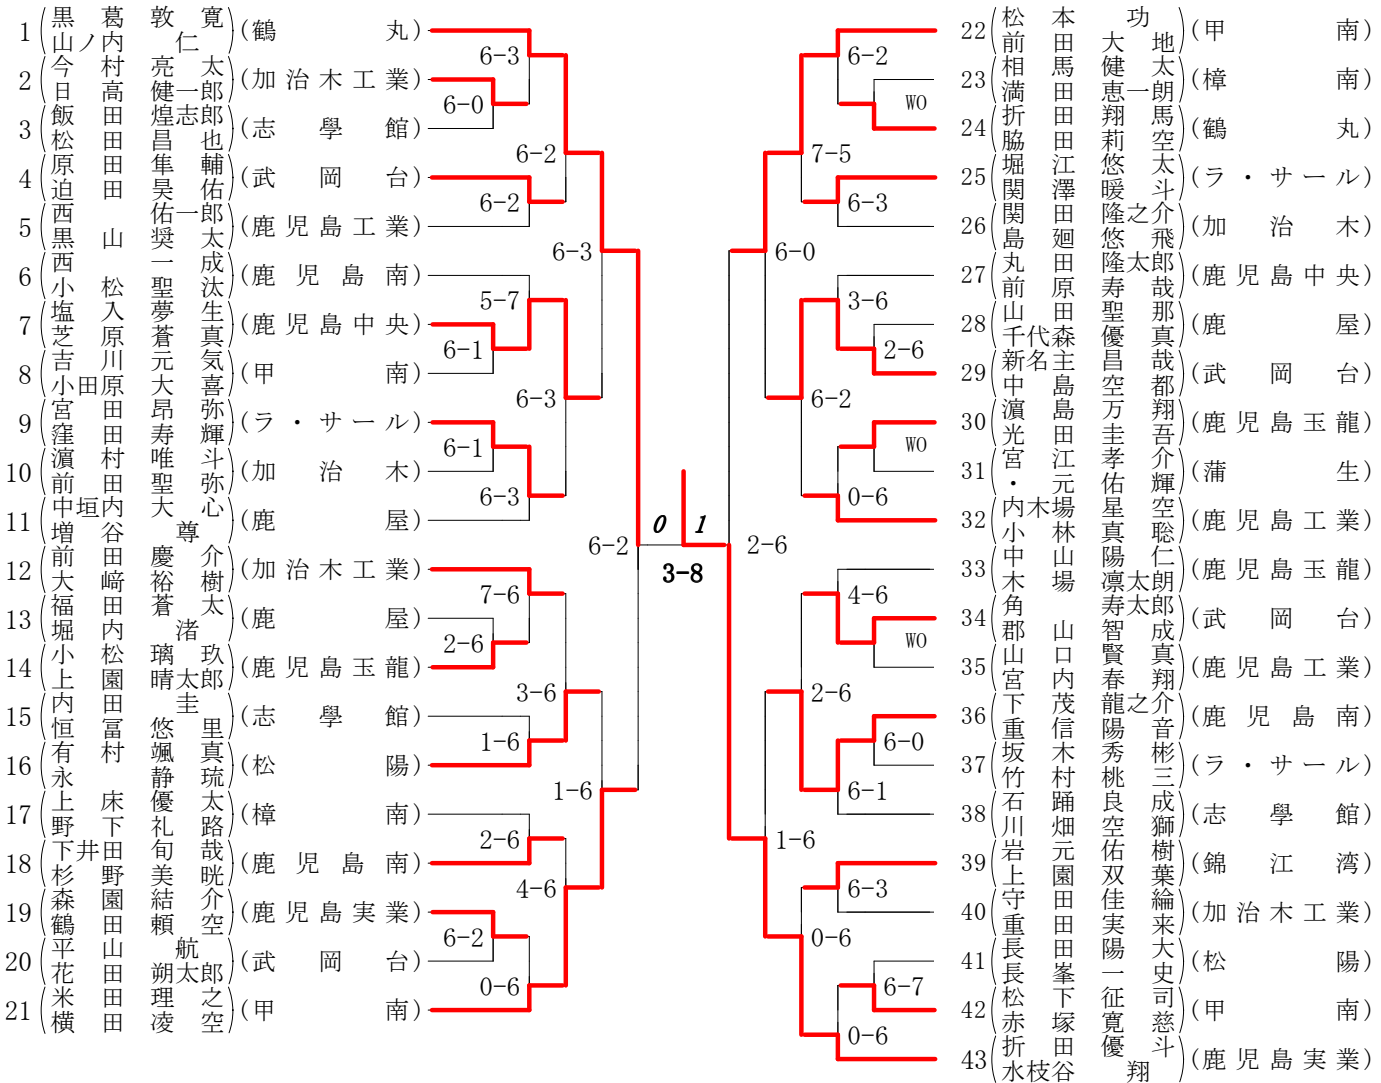 1 (黒葛敦寛 山ノ内仁) (鶴丸)
2 (今村亮太 日高健一郎) (加治木工業)
3 (飯田煌志郎 松田昌也) (志學館)
4 (原田隼輔 迫田昊佑) (武岡台)
5 (西佑一郎 黒山奨太) (鹿児島工業)
6 (西一成 小松聖汰) (鹿児島南)
7 (塩入夢生 芝原蒼真) (鹿児島中央)
8 (吉川元気 小田原大喜) (甲南)
9 (宮田昂弥 窪田寿輝) (ラ・サール)
10 (濵村唯斗 前田聖弥) (加治木)
11 (中垣内大心 増谷尊) (鹿屋)
12 (前田慶介 大﨑裕樹) (加治木工業)
13 (福田蒼太 堀内渚) (鹿屋)
14 (小松璃玖 上園晴太郎) (鹿児島玉龍)
15 (内田圭 恒冨悠里) (志學館)
16 (有村颯真 永静琉) (松陽)
17 (上床優太 野下礼路) (樟南)
18 (下井田旬哉 杉野美晄) (鹿児島南)
19 (森園結介 鶴田頼空) (鹿児島実業)
20 (平山航 花田朔太郎) (武岡台)
21 (米田理之 横田凌空) (甲南)
6-3
6-0
6-2
6-2
6-3
5-7
6-1
6-3
6-1
6-3
6-2
7-6
2-6
3-6
1-6
1-6
2-6
4-6
6-2
0-6
0 1
3-8
6-2
WO
7-5
6-3
6-0
3-6
2-6
6-2
WO
0-6
2-6
4-6
WO
2-6
6-0
6-1
1-6
6-3
0-6
6-7
0-6
22 (松本功 前田大地) (甲南)
23 (相馬健太 満田恵一朗) (樟南)
24 (折田翔馬 脇田莉空) (鶴丸)
25 (堀江悠太 関澤暖斗) (ラ・サール)
26 (関田隆之介 島廻悠飛) (加治木)
27 (丸田隆太郎 前原寿哉) (鹿児島中央)
28 (山田聖那 千代森優真) (鹿屋)
29 (新名主昌哉 中島空都) (武岡台)
30 (濵島万翔 光田圭吾) (鹿児島玉龍)
31 (宮江孝介 ・元佑輝) (蒲生)
32 (内木場星空 小林真聡) (鹿児島工業)
33 (中山陽仁 木場凛太朗) (鹿児島玉龍)
34 (角寿太郎 郡山智成) (武岡台)
35 (山口賢真 宮内春翔) (鹿児島工業)
36 (下茂龍之介 重信陽音) (鹿児島南)
37 (坂木秀彬 竹村桃三) (ラ・サール)
38 (石踊良成 川畑空獅) (志學館)
39 (岩元佑樹 上園双葉) (錦江湾)
40 (守田佳綸 重田実来) (加治木工業)
41 (長田陽大 長峯一史) (松陽)
42 (松下征司 赤塚寛慈) (甲南)
43 (折田優斗 水枝谷翔) (鹿児島実業)